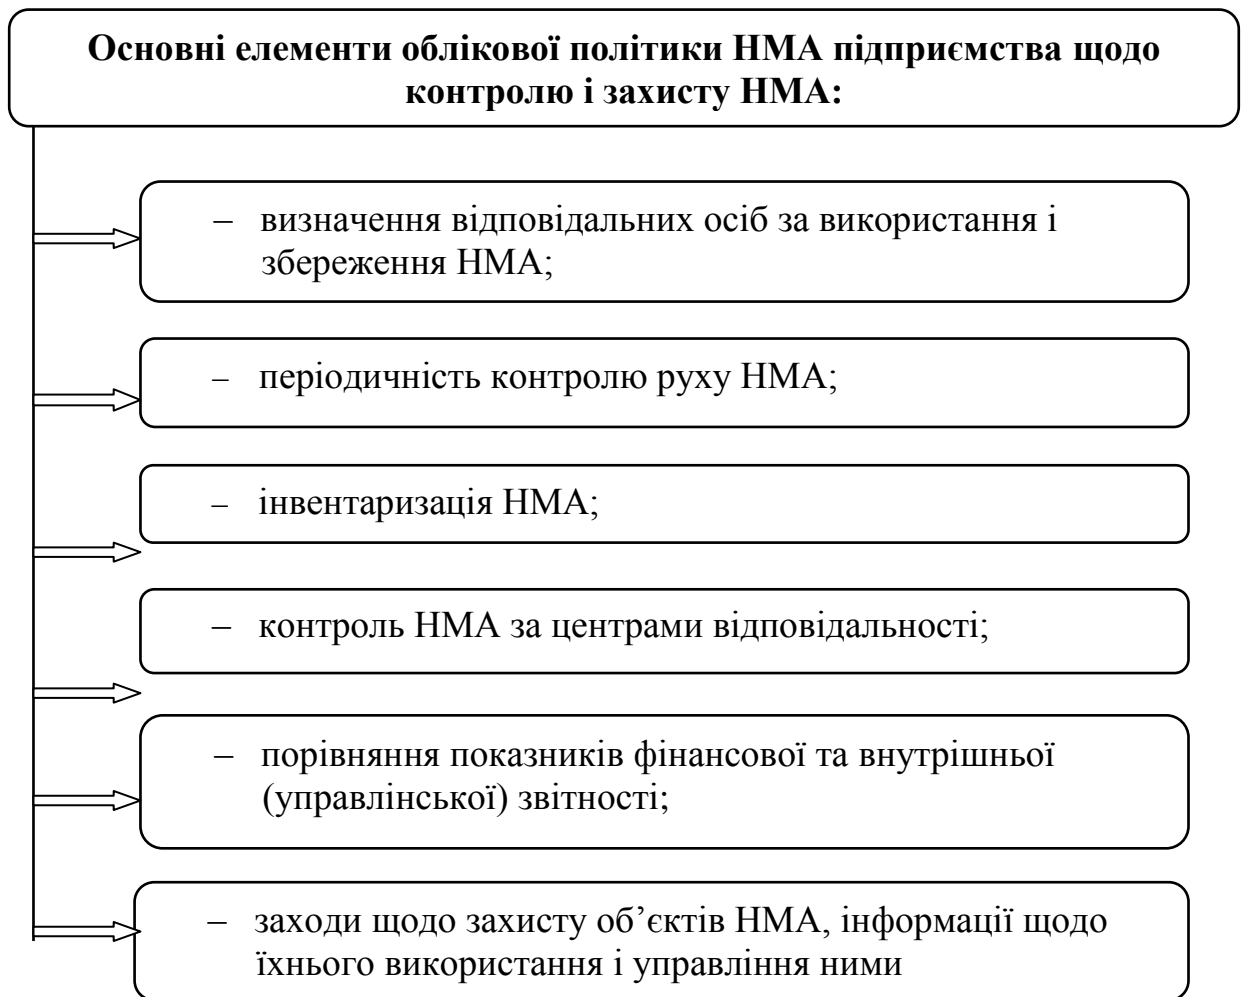 Основні елементи облікової політики НМА підприємства щодо
контролю і захисту НМА:
– визначення відповідальних осіб за використання і
збереження НМА;
– періодичність контролю руху НМА;
– інвентаризація НМА;
– контроль НМА за центрами відповідальності;
– порівняння показників фінансової та внутрішньої
(управлінської) звітності;
– заходи щодо захисту об’єктів НМА, інформації щодо
їхнього використання і управління ними